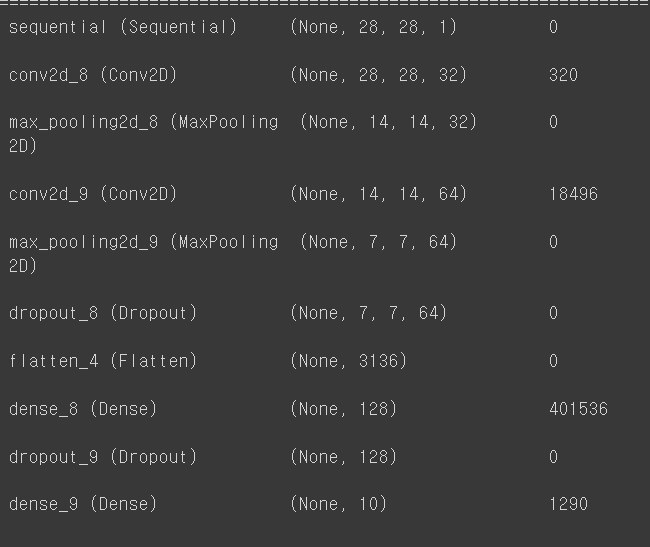 sequential (Sequential) (None, 28, 28, 1) 0
conv2d_8 (Conv2D) (None, 28, 28, 32) 320
max_pooling2d_8 (MaxPooling (None, 14, 14, 32) 0
2D)
conv2d_9 (Conv2D) (None, 14, 14, 64) 18496
max_pooling2d_9 (MaxPooling (None, 7, 7, 64) 0
2D)
dropout_8 (Dropout) (None, 7, 7, 64) 0
flatten_4 (Flatten) (None, 3136) 0
dense_8 (Dense) (None, 128) 401536
dropout_9 (Dropout) (None, 128) 0
dense_9 (Dense) (None, 10) 1290